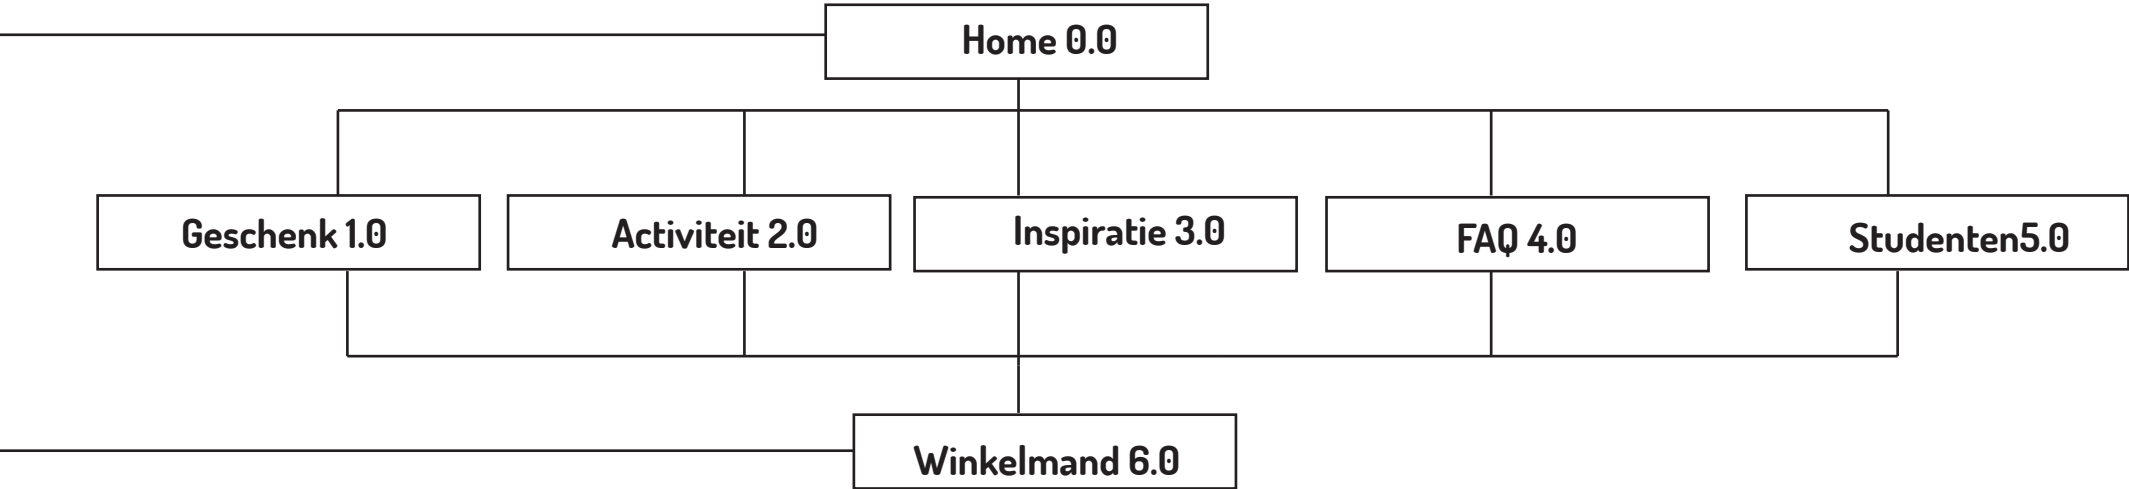 Home 0.0
Geschenk 1.0
Activiteit 2.0
Inspiratie 3.0
FAQ 4.0
Studenten5.0
Winkelmand 6.0